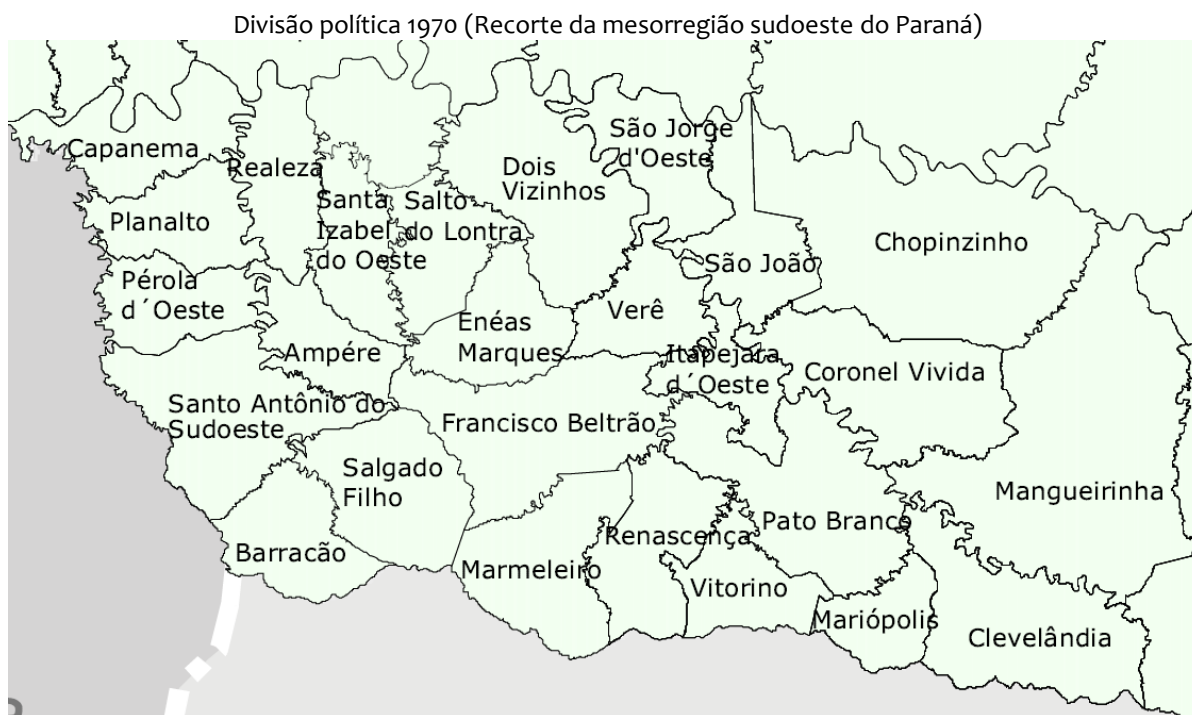 Divisão política 1970 (Recorte da mesorregião sudoeste do Paraná)
São Jorge
d'Oeste
Capanema
Realeza
Dois
Vizinhos
Santa
Izabel
do Oeste
Salto
do Lontra
Planalto
Chopinzinho
São João
Pérola
d´Oeste
Enéas
Marques
Verê
Ampére
Itapejara
d´Oeste
Coronel Vivida
Santo Antônio do
Sudoeste
Francisco Beltrão
Salgado
Filho
Mangueirinha
Pato Branco
Renascença
Barracão
Marmeleiro
Vitorino
Mariópolis
Clevelândia